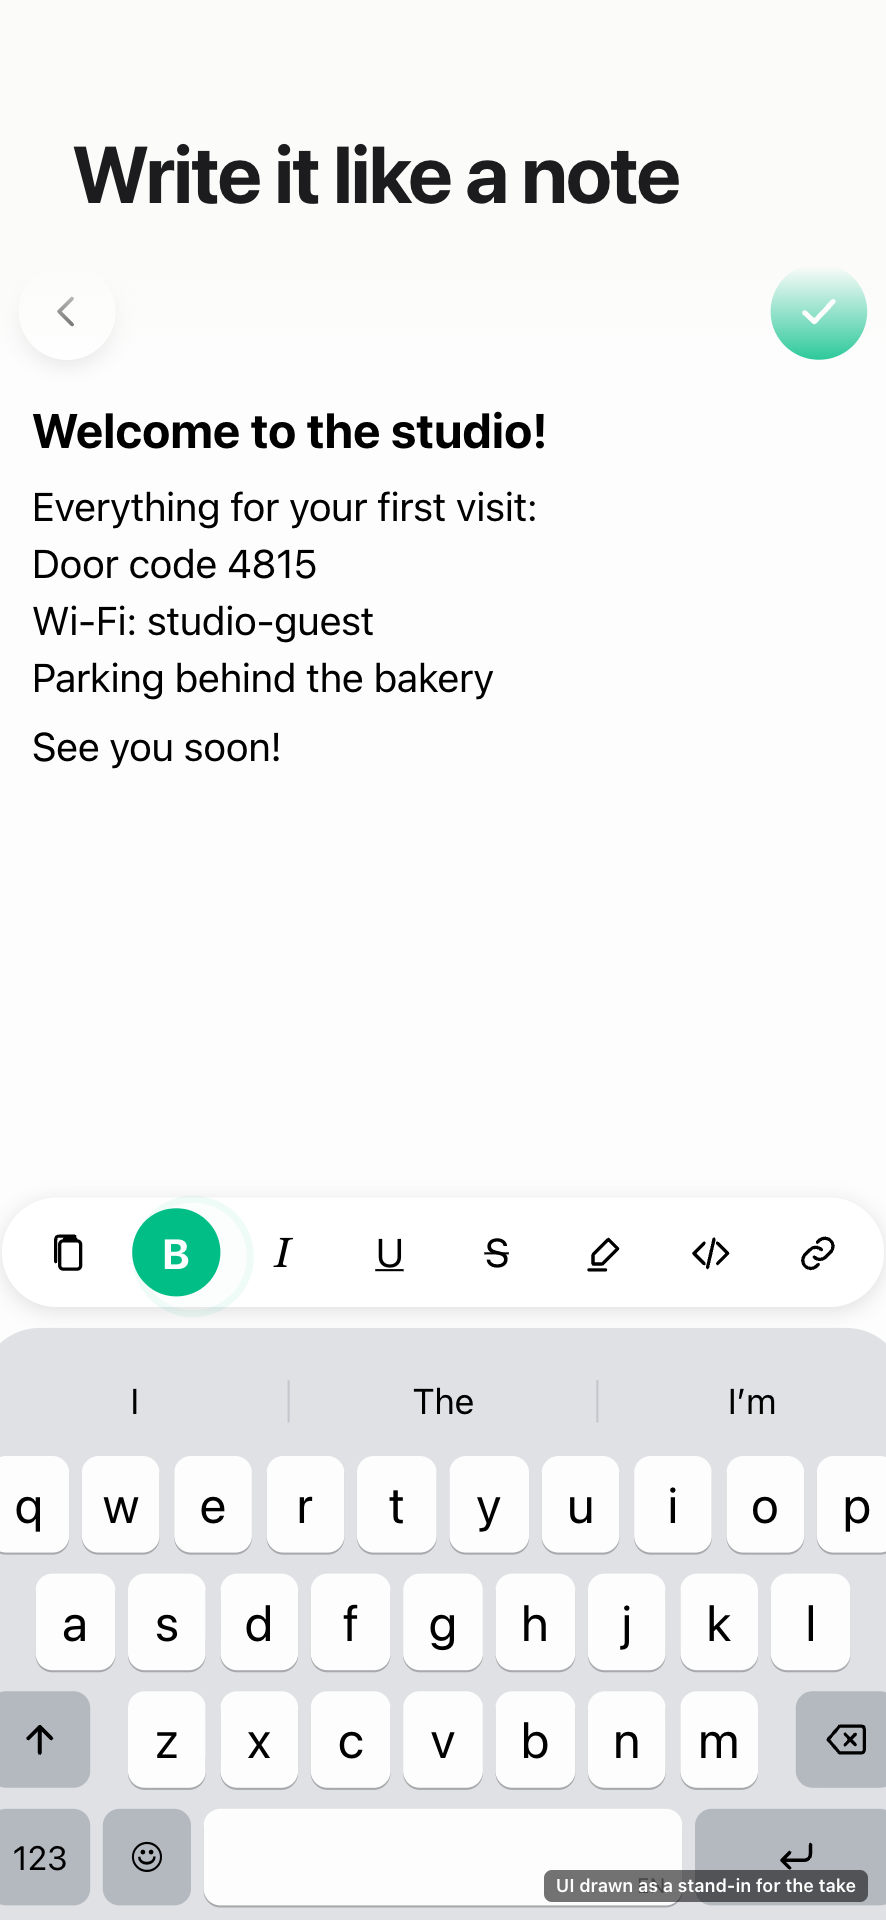 Write it like a note
Welcome to the studio!
Everything for your first visit:
Door code 4815
Wi-Fi: studio-guest
Parking behind the bakery
See you soon!
B I U S </>
I The I'm
q w e r t y u i o p
a s d f g h j k l
z x c v b n m
123
UI drawn as a stand-in for the take